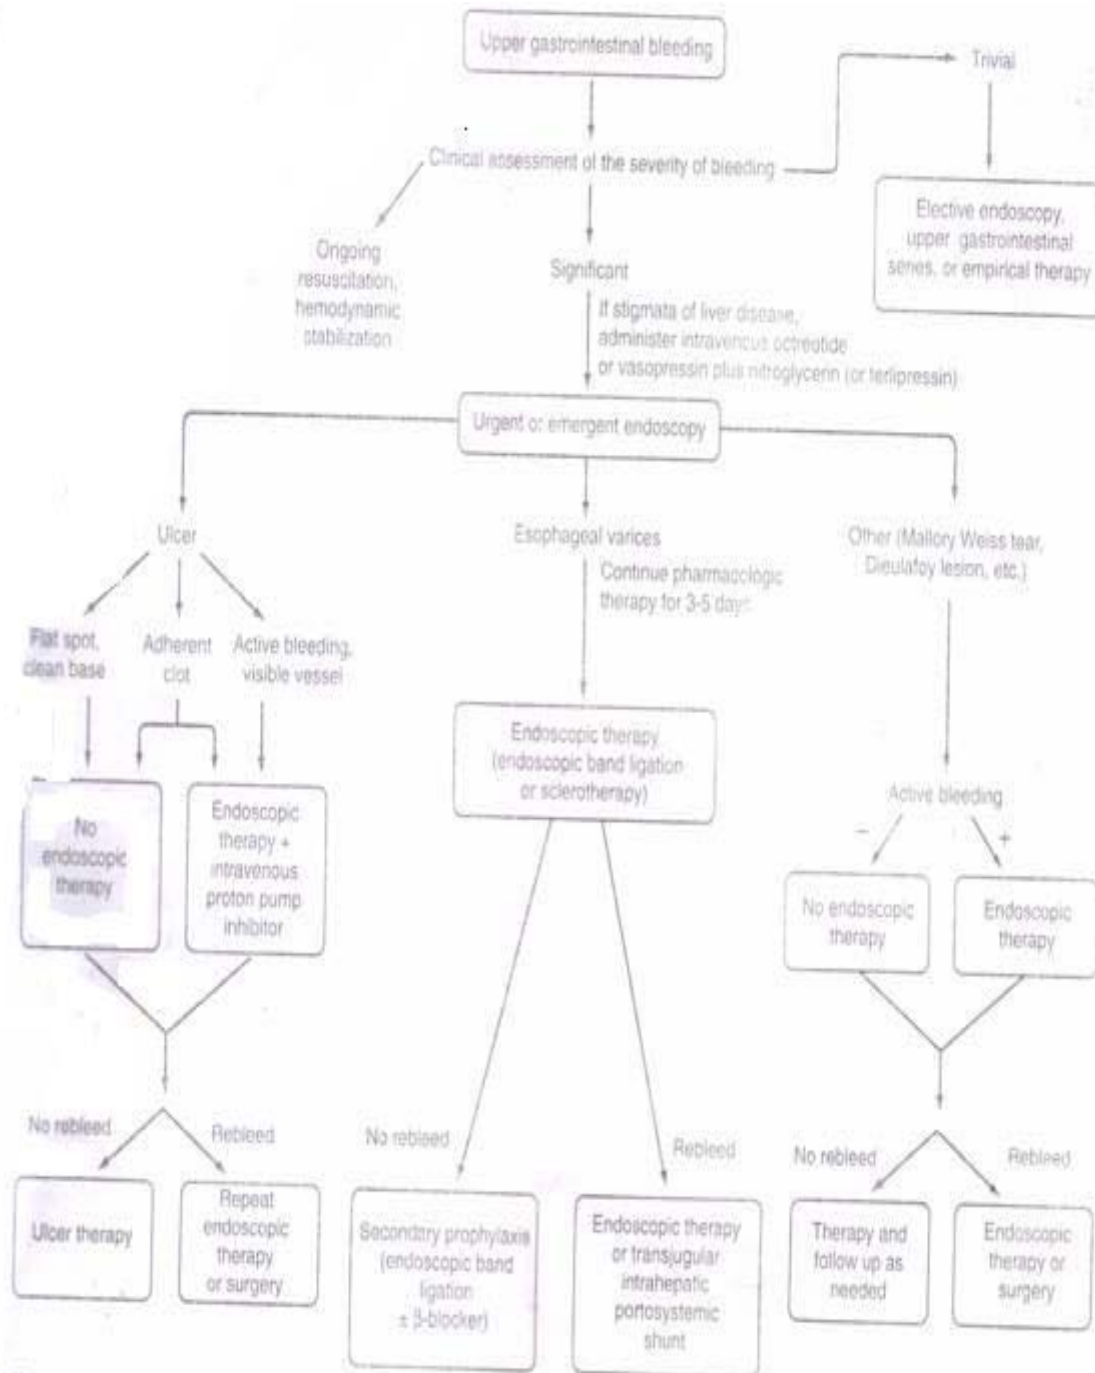 Upper gastrointestinal bleeding
Trivial
Clinical assessment of the severity of bleeding
Elective endoscopy,
upper gastrointestinal
series, or empirical therapy
Ongoing
resuscitation,
hemodynamic
stabilization
Significant
If stigmata of liver disease,
administer intravenous octreotide
or vasopressin plus nitroglycerin (or terlipressin)
Urgent or emergent endoscopy
Ulcer
Esophageal varices
Other (Mallory Weiss tear,
Dieulafoy lesion, etc.)
Continue pharmacologic
therapy for 3-5 days
Flat spot,
clean base
Adherent
clot
Active bleeding,
visible vessel
Endoscopic therapy
(endoscopic band ligation
or sclerotherapy)
Active bleeding
−
+
No
endoscopic
therapy
Endoscopic
therapy +
intravenous
proton pump
inhibitor
No endoscopic
therapy
Endoscopic
therapy
No rebleed
Rebleed
No rebleed
Rebleed
No rebleed
Rebleed
Ulcer therapy
Repeat
endoscopic
therapy
or surgery
Secondary prophylaxis
(endoscopic band
ligation
± β-blocker)
Endoscopic therapy
or transjugular
intrahepatic
portosystemic
shunt
Therapy and
follow up as
needed
Endoscopic
therapy or
surgery